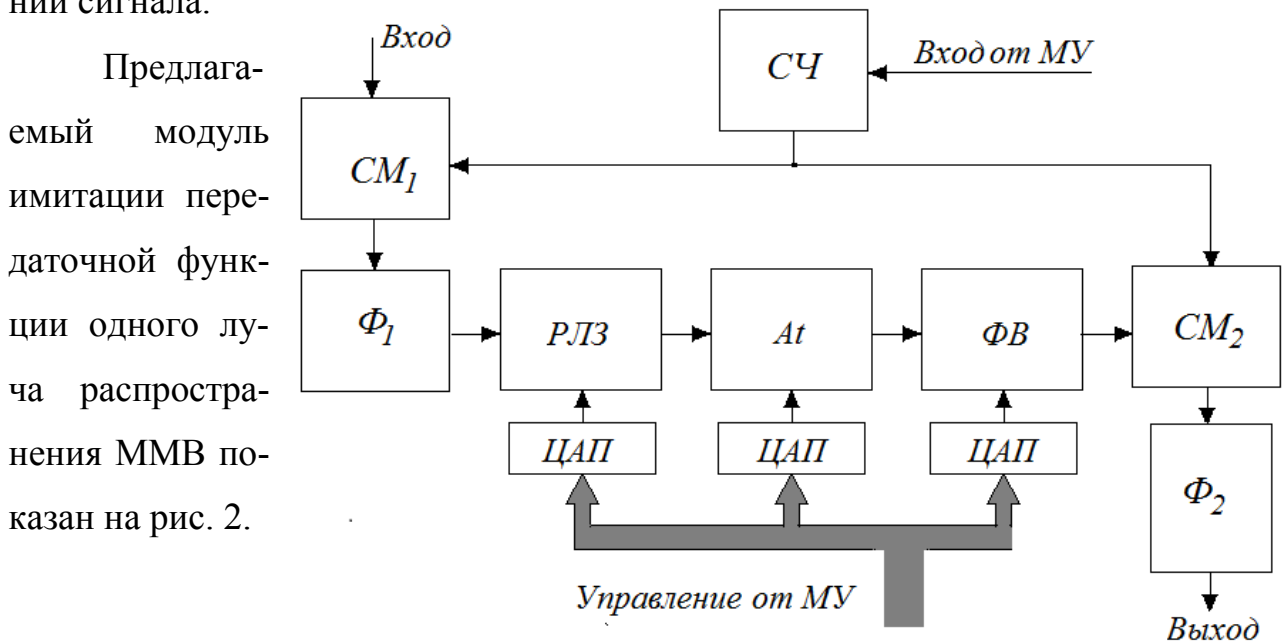 ний сигнала.
Предлага-
емый модуль
имитации пере-
даточной функ-
ции одного лу-
ча распростра-
нения ММВ по-
казан на рис. 2.
Вход
СЧ
Вход от МУ
СМ1
Ф1
РЛЗ
At
ФВ
СМ2
ЦАП
ЦАП
ЦАП
Ф2
Управление от МУ
Выход